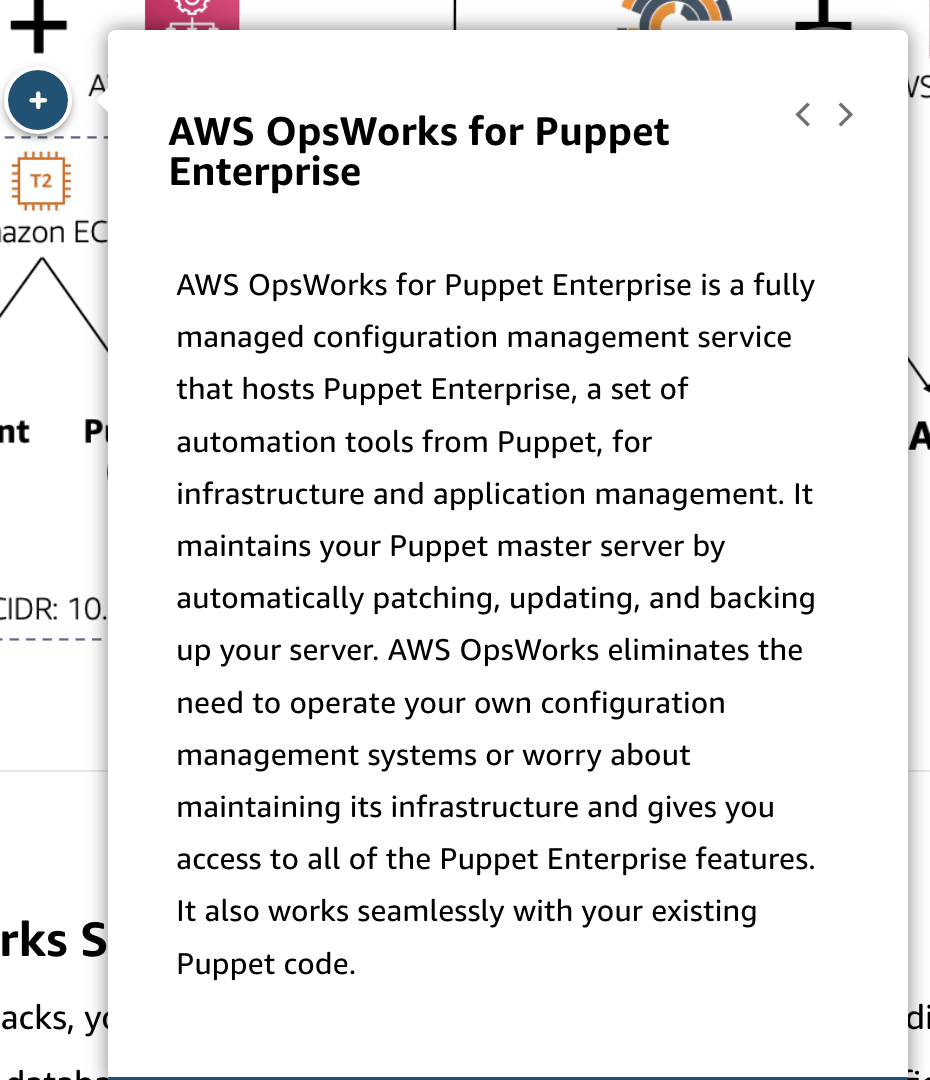 AWS OpsWorks for Puppet
Enterprise
AWS OpsWorks for Puppet Enterprise is a fully
managed configuration management service
that hosts Puppet Enterprise, a set of
automation tools from Puppet, for
infrastructure and application management. It
maintains your Puppet master server by
automatically patching, updating, and backing
up your server. AWS OpsWorks eliminates the
need to operate your own configuration
management systems or worry about
maintaining its infrastructure and gives you
access to all of the Puppet Enterprise features.
It also works seamlessly with your existing
Puppet code.
T2
azon EC
nt
CIDR: 10.
rks S
acks, yo